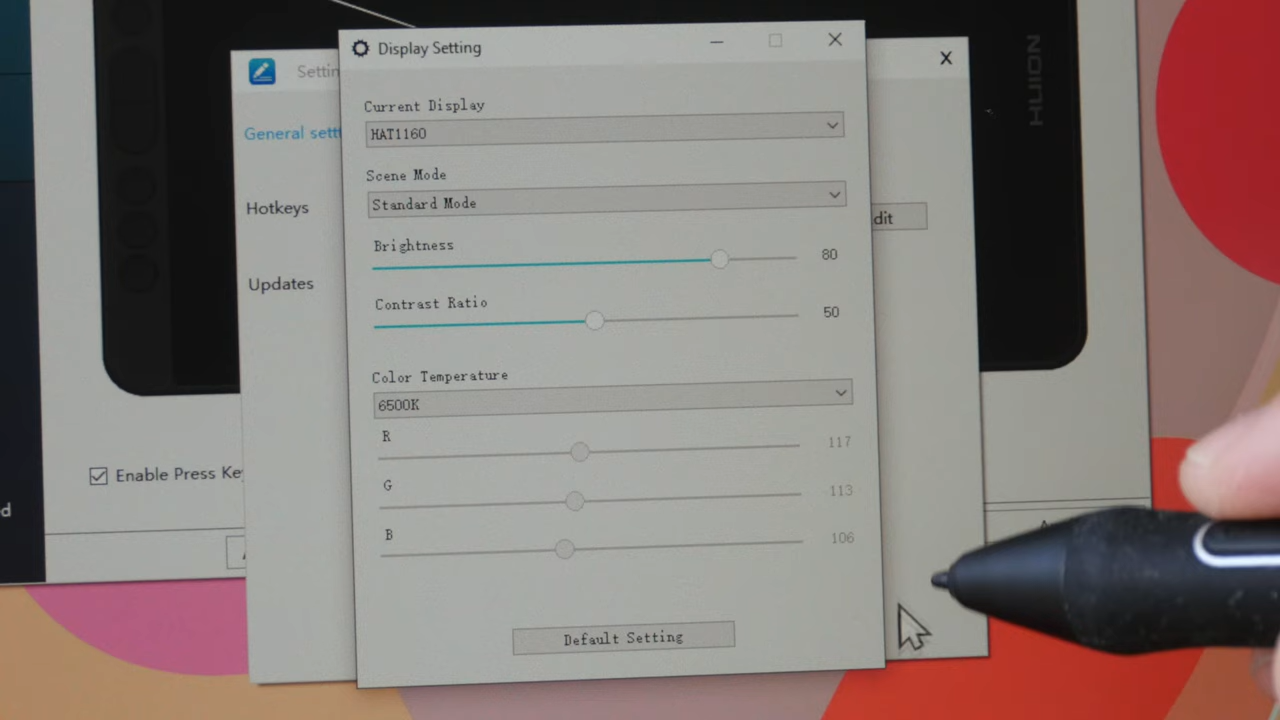 Display Setting
Current Display
HAT1160
Scene Mode
Standard Mode
Brightness
80
Contrast Ratio
50
Color Temperature
6500K
R
117
G
113
B
106
Default Setting
Settin
General sett
Hotkeys
Updates
dit
HUION
Enable Press Ke
d